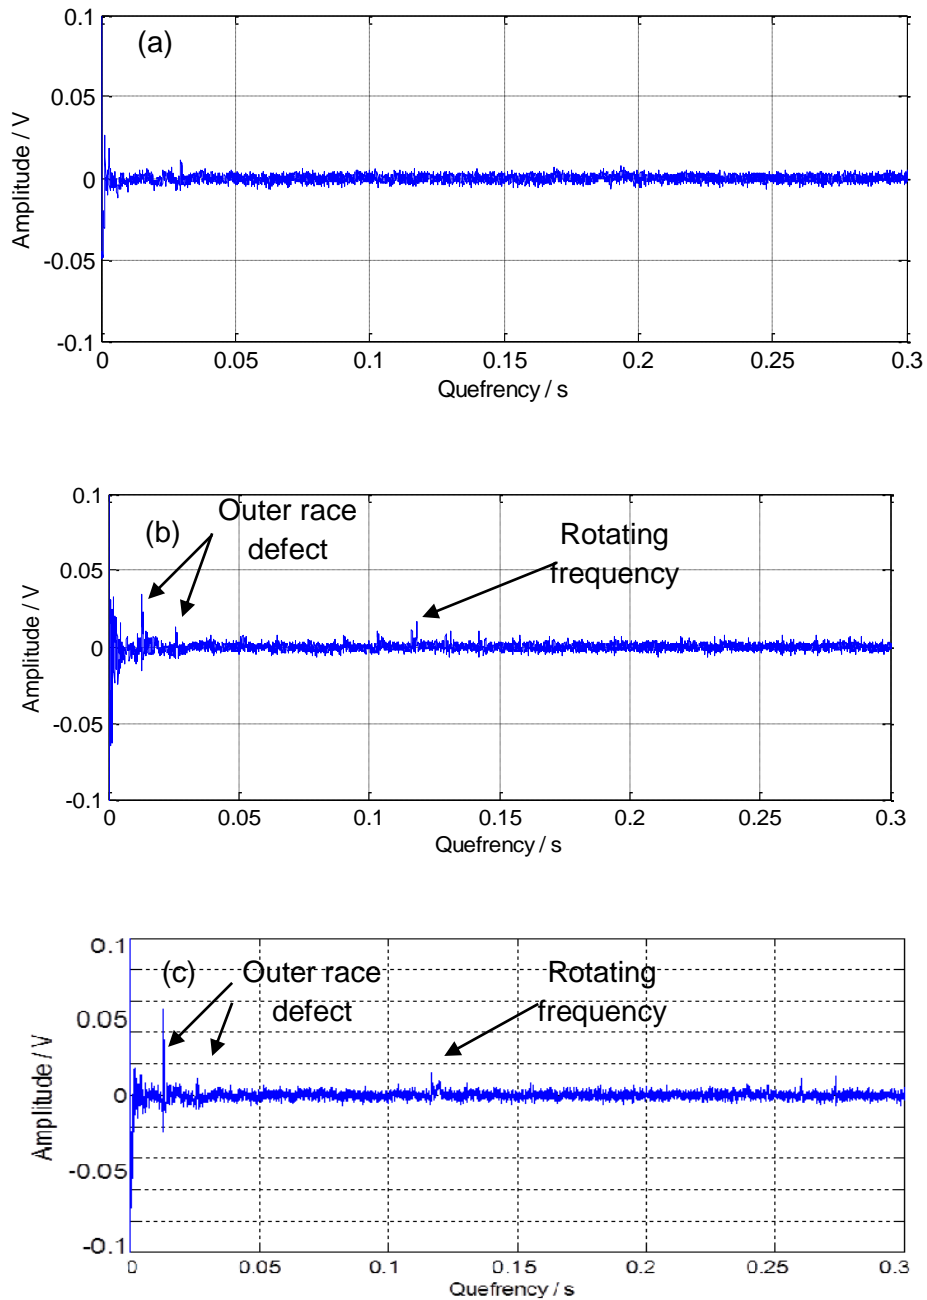 0.1
(a)
0.05
0
-0.05
-0.1
Amplitude / V
0 0.05 0.1 0.15 0.2 0.25 0.3
Quefrency / s
0.1
(b)
Outer race
defect
Rotating
frequency
0.05
0
-0.05
-0.1
Amplitude / V
0 0.05 0.1 0.15 0.2 0.25 0.3
Quefrency / s
0.1
(c)
Outer race
defect
Rotating
frequency
0.05
0
-0.05
-0.1
Amplitude / V
0 0.05 0.1 0.15 0.2 0.25 0.3
Quefrency / s